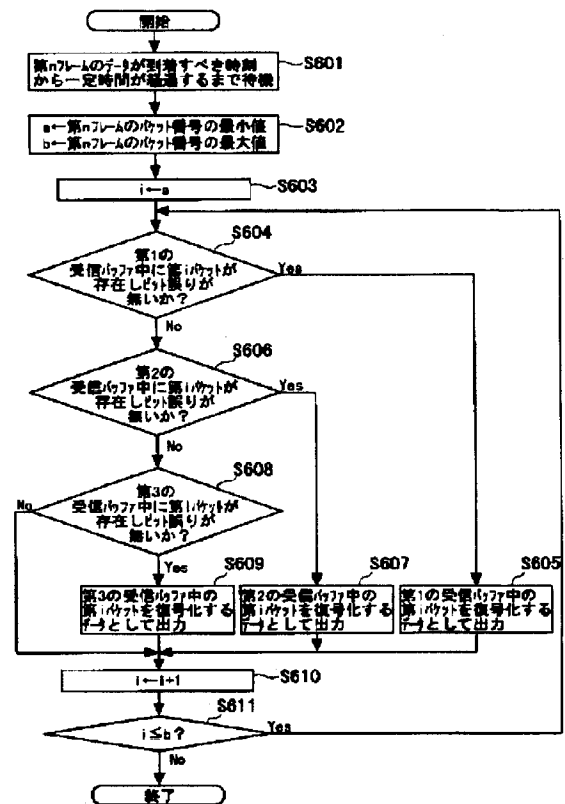 開始
第nフレームのデータが到着すべき時刻
から一定時間が経過するまで待機
S601
a←第nフレームのパケット番号の最小値
b←第nフレームのパケット番号の最大値
S602
i←a
S603
S604
第1の
受信バッファ中に第iパケットが
存在しビット誤りが
無いか?
Yes
No
S606
第2の
受信バッファ中に第iパケットが
存在しビット誤りが
無いか?
Yes
No
S608
第3の
受信バッファ中に第iパケットが
存在しビット誤りが
無いか?
No
Yes
S609
第3の受信バッファ中の
第iパケットを復号化する
データとして出力
S607
第2の受信バッファ中の
第iパケットを復号化する
データとして出力
S605
第1の受信バッファ中の
第iパケットを復号化する
データとして出力
i←i+1
S610
S611
i≦b?
Yes
No
終了